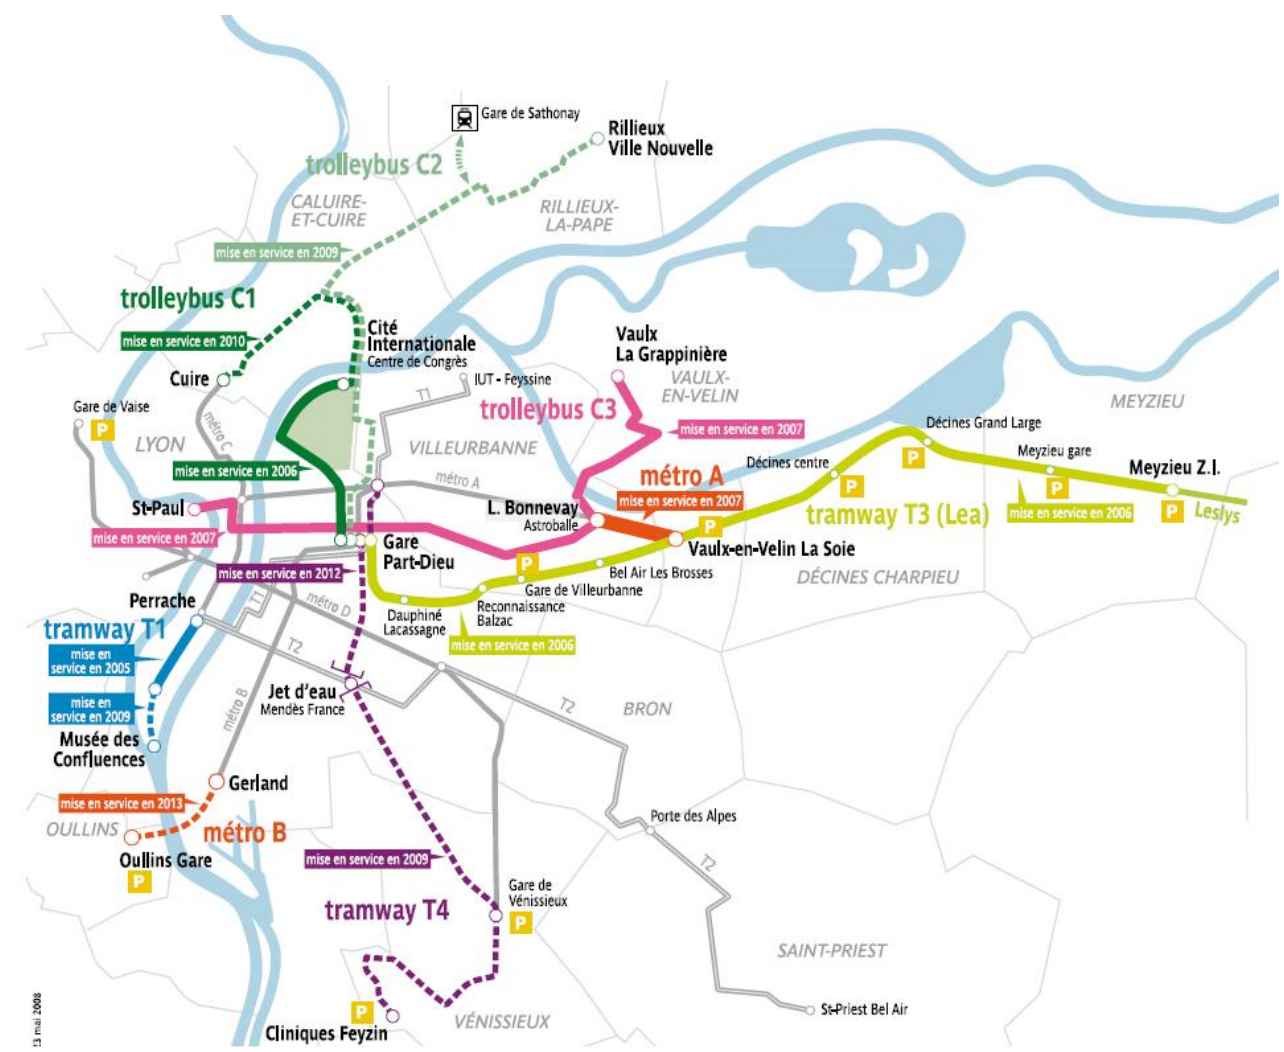 Gare de Sathonay
Rillieux
Ville Nouvelle
trolleybus C2
CALUIRE-
ET-CUIRE
RILLIEUX-
LA-PAPE
mise en service en 2009
trolleybus C1
mise en service en 2010
Cité
Internationale
Centre de Congrès
Vaulx
La Grappinière
Cuire
IUT - Feyssine
T1
VAULX-
EN-VELIN
MEYZIEU
Gare de Vaise
P
métro C
trolleybus C3
mise en service en 2007
Décines Grand Large
LYON
VILLEURBANNE
Meyzieu gare
Décines centre
P
Meyzieu Z.I.
mise en service en 2006
métro A
métro A
mise en service en 2007
P
P
St-Paul
L. Bonnevay
Astroballe
P
tramway T3 (Lea)
mise en service en 2006
P
Leslys
mise en service en 2007
Gare
Part-Dieu
Vaulx-en-Velin La Soie
P
mise en service en 2012
Bel Air Les Brosses
DÉCINES CHARPIEU
Gare de Villeurbanne
Perrache
T1
métro D
Dauphiné
Lacassagne
Reconnaissance
Balzac
tramway T1
mise en service en 2006
mise en
service en 2005
T2
Jet d'eau
Mendès France
mise en
service en 2009
métro B
T2
BRON
Musée des
Confluences
Gerland
mise en service en 2013
OULLINS
métro B
Porte des Alpes
Oullins Gare
P
mise en service en 2009
T2
Gare de
Vénissieux
P
tramway T4
SAINT-PRIEST
P
Cliniques Feyzin
VÉNISSIEUX
St-Priest Bel Air
23 mai 2008